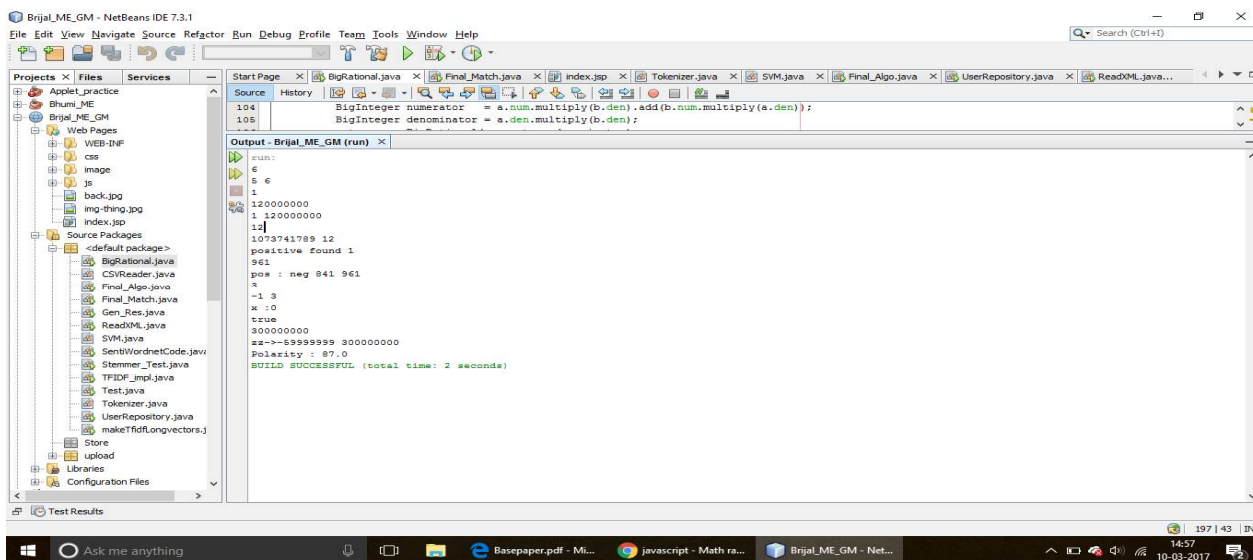 Brijal_ME_GM - NetBeans IDE 7.3.1
File Edit View Navigate Source Refactor Run Debug Profile Team Tools Window Help
Search (Ctrl+I)
Projects Files Services
Start Page BigRational.java Final_Match.java index.jsp Tokenizer.java SVM.java Final_Algo.java UserRepository.java ReadXML.java...
Source History
Applet_practice
Bhumi_ME
Brijal_ME_GM
Web Pages
WEB-INF
css
image
js
back.jpg
img-thing.jpg
index.jsp
Source Packages
<default package>
BigRational.java
CSVReader.java
Final_Algo.java
Final_Match.java
Gen_Res.java
ReadXML.java
SVM.java
SentiWordnetCode.java
Stemmer_Test.java
TFIDF_impl.java
Test.java
Tokenizer.java
UserRepository.java
makeTfidfLongvectors.j
Store
upload
Libraries
Configuration Files
104 BigInteger numerator = a.num.multiply(b.den).add(b.num.multiply(a.den));
105 BigInteger denominator = a.den.multiply(b.den);
Output - Brijal_ME_GM (run)
run:
6
5 6
1
120000000
1 120000000
12
1073741789 12
positive found 1
961
pos : neg 841 961
3
-1 3
x :0
true
300000000
zz->-59999999 300000000
Polarity : 87.0
BUILD SUCCESSFUL (total time: 2 seconds)
Test Results
197 | 43 IN
Ask me anything
Basepaper.pdf - Mi...
javascript - Math ra...
Brijal_ME_GM - Net...
14:57
10-03-2017